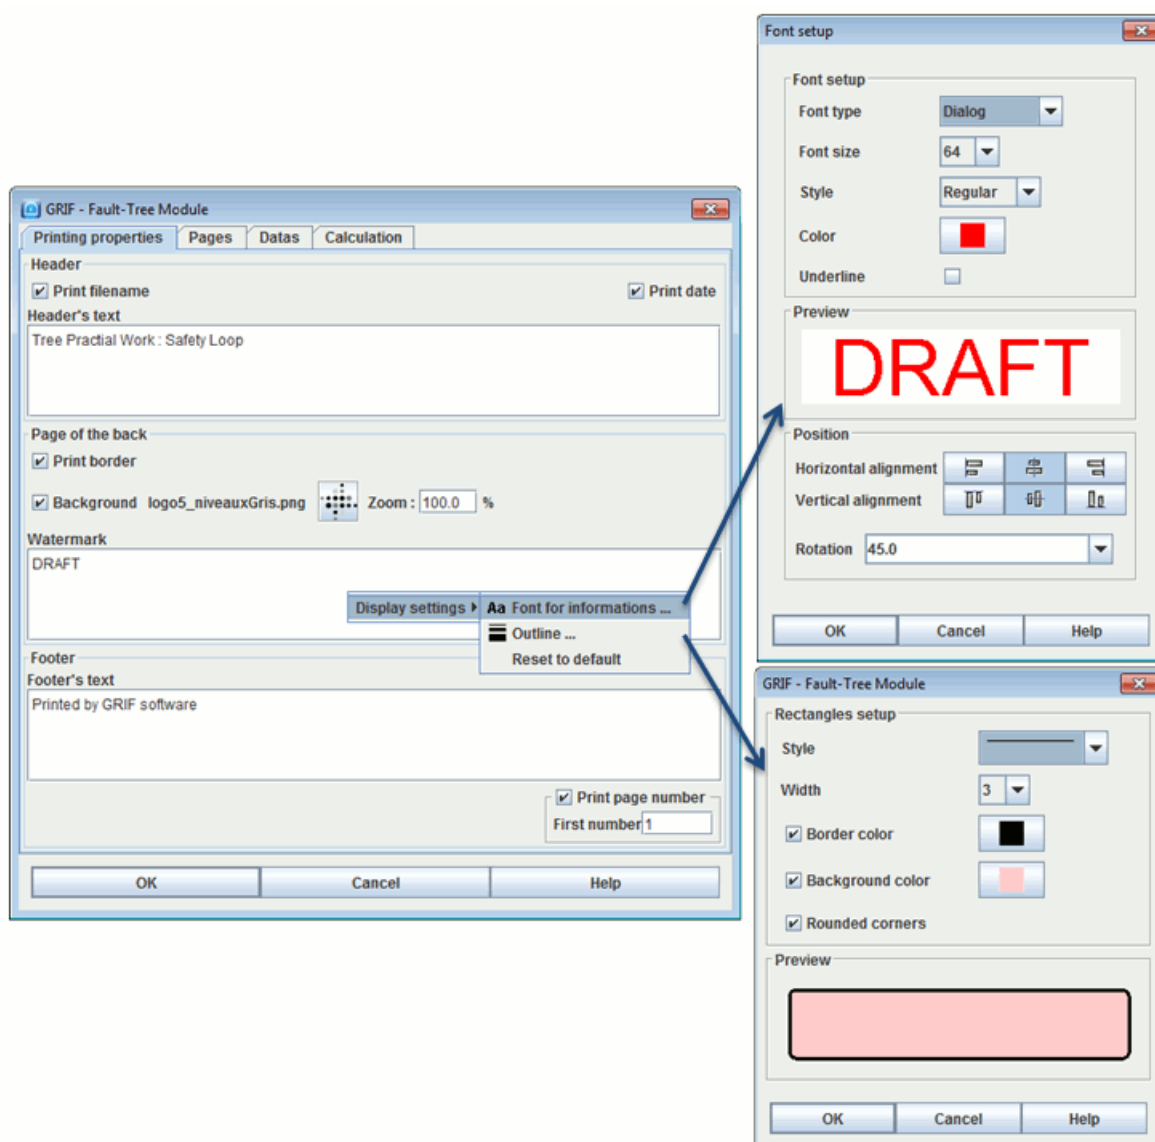 GRIF - Fault-Tree Module
Printing properties Pages Datas Calculation
Header
Print filename Print date
Header's text
Tree Practial Work : Safety Loop
Page of the back
Print border
Background logo5_niveauxGris.png Zoom : 100.0 %
Watermark
DRAFT
Display settings Aa Font for informations ...
Outline ...
Reset to default
Footer
Footer's text
Printed by GRIF software
Print page number
First number 1
OK Cancel Help
Font setup
Font setup
Font type Dialog
Font size 64
Style Regular
Color
Underline
Preview
DRAFT
Position
Horizontal alignment
Vertical alignment
Rotation 45.0
OK Cancel Help
GRIF - Fault-Tree Module
Rectangles setup
Style
Width 3
Border color
Background color
Rounded corners
Preview
OK Cancel Help